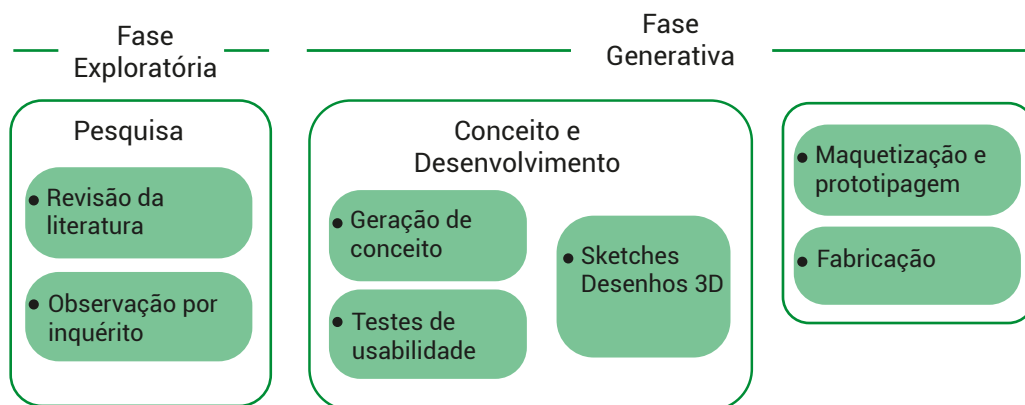 Fase
Exploratória
Fase
Generativa
Pesquisa
• Revisão da
literatura
• Observação por
inquérito
Conceito e
Desenvolvimento
• Geração de
conceito
• Testes de
usabilidade
• Sketches
Desenhos 3D
• Maquetização e
prototipagem
• Fabricação